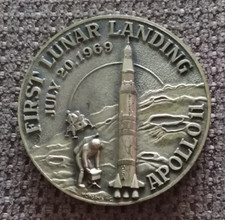 FIRST LUNAR LANDING
JULY 20, 1969
APOLLO 11